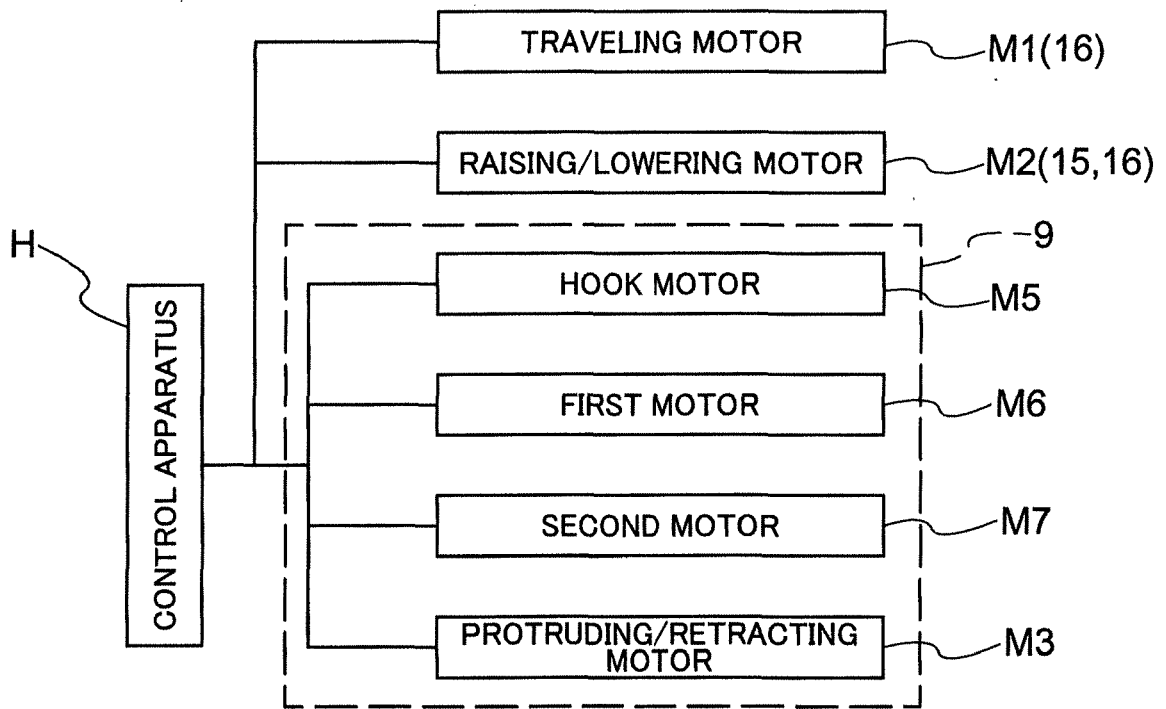 TRAVELING MOTOR
M1(16)
RAISING/LOWERING MOTOR
M2(15,16)
H
9
CONTROL APPARATUS
HOOK MOTOR
M5
FIRST MOTOR
M6
SECOND MOTOR
M7
PROTRUDING/RETRACTING
MOTOR
M3